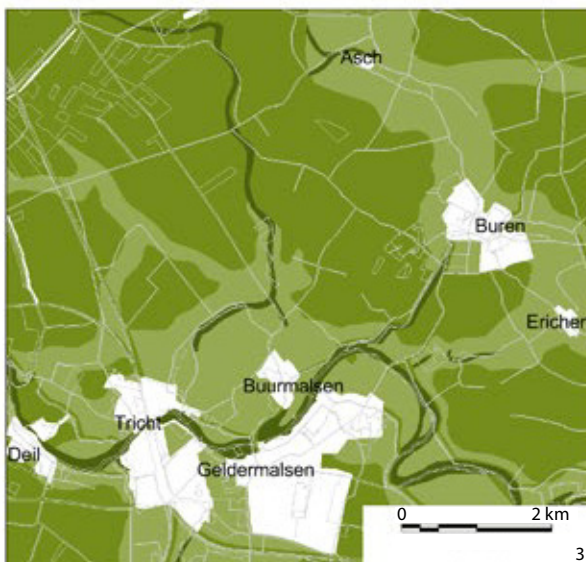 Asch
Buren
Erichem
Buurmalsen
Tricht
Deil
Geldermalsen
0 2 km
3